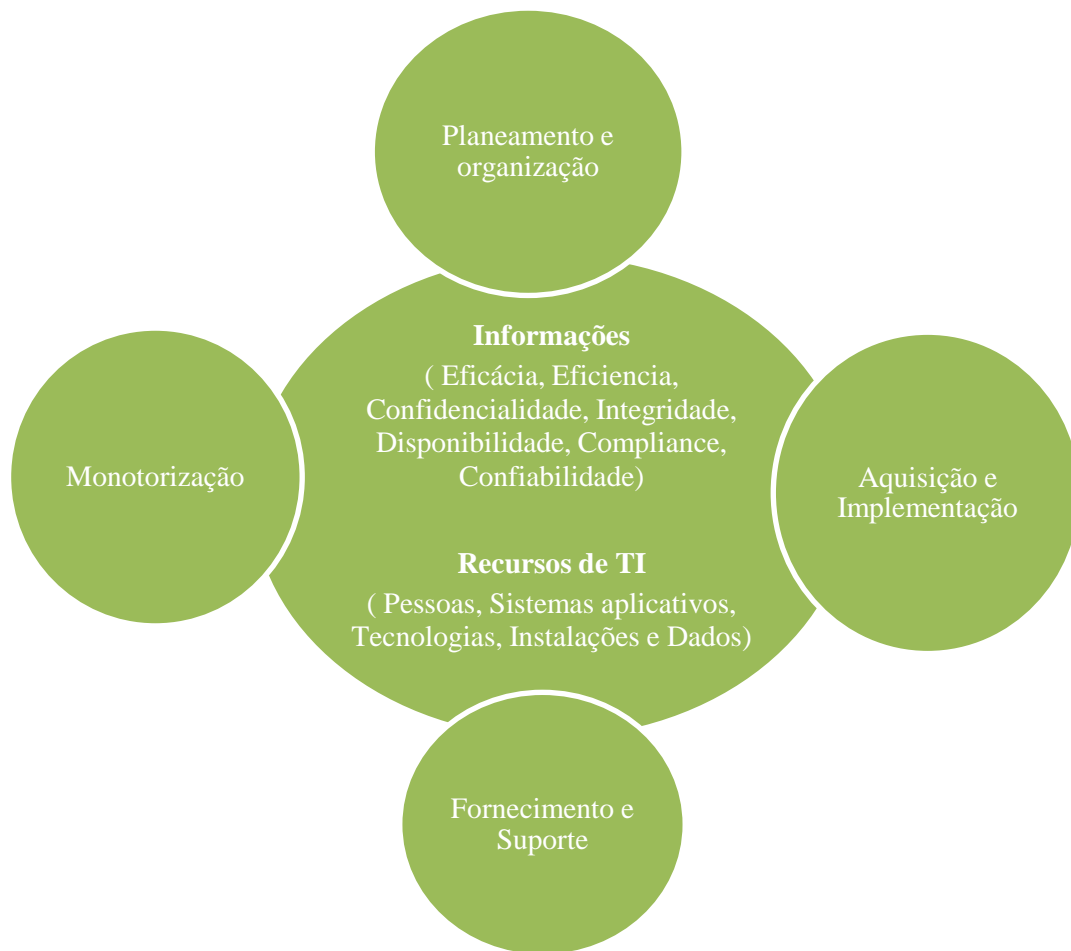 Planeamento e
organização
Informações
( Eficácia, Eficiencia,
Confidencialidade, Integridade,
Disponibilidade, Compliance,
Confiabilidade)
Monotorização
Aquisição e
Implementação
Recursos de TI
( Pessoas, Sistemas aplicativos,
Tecnologias, Instalações e Dados)
Fornecimento e
Suporte